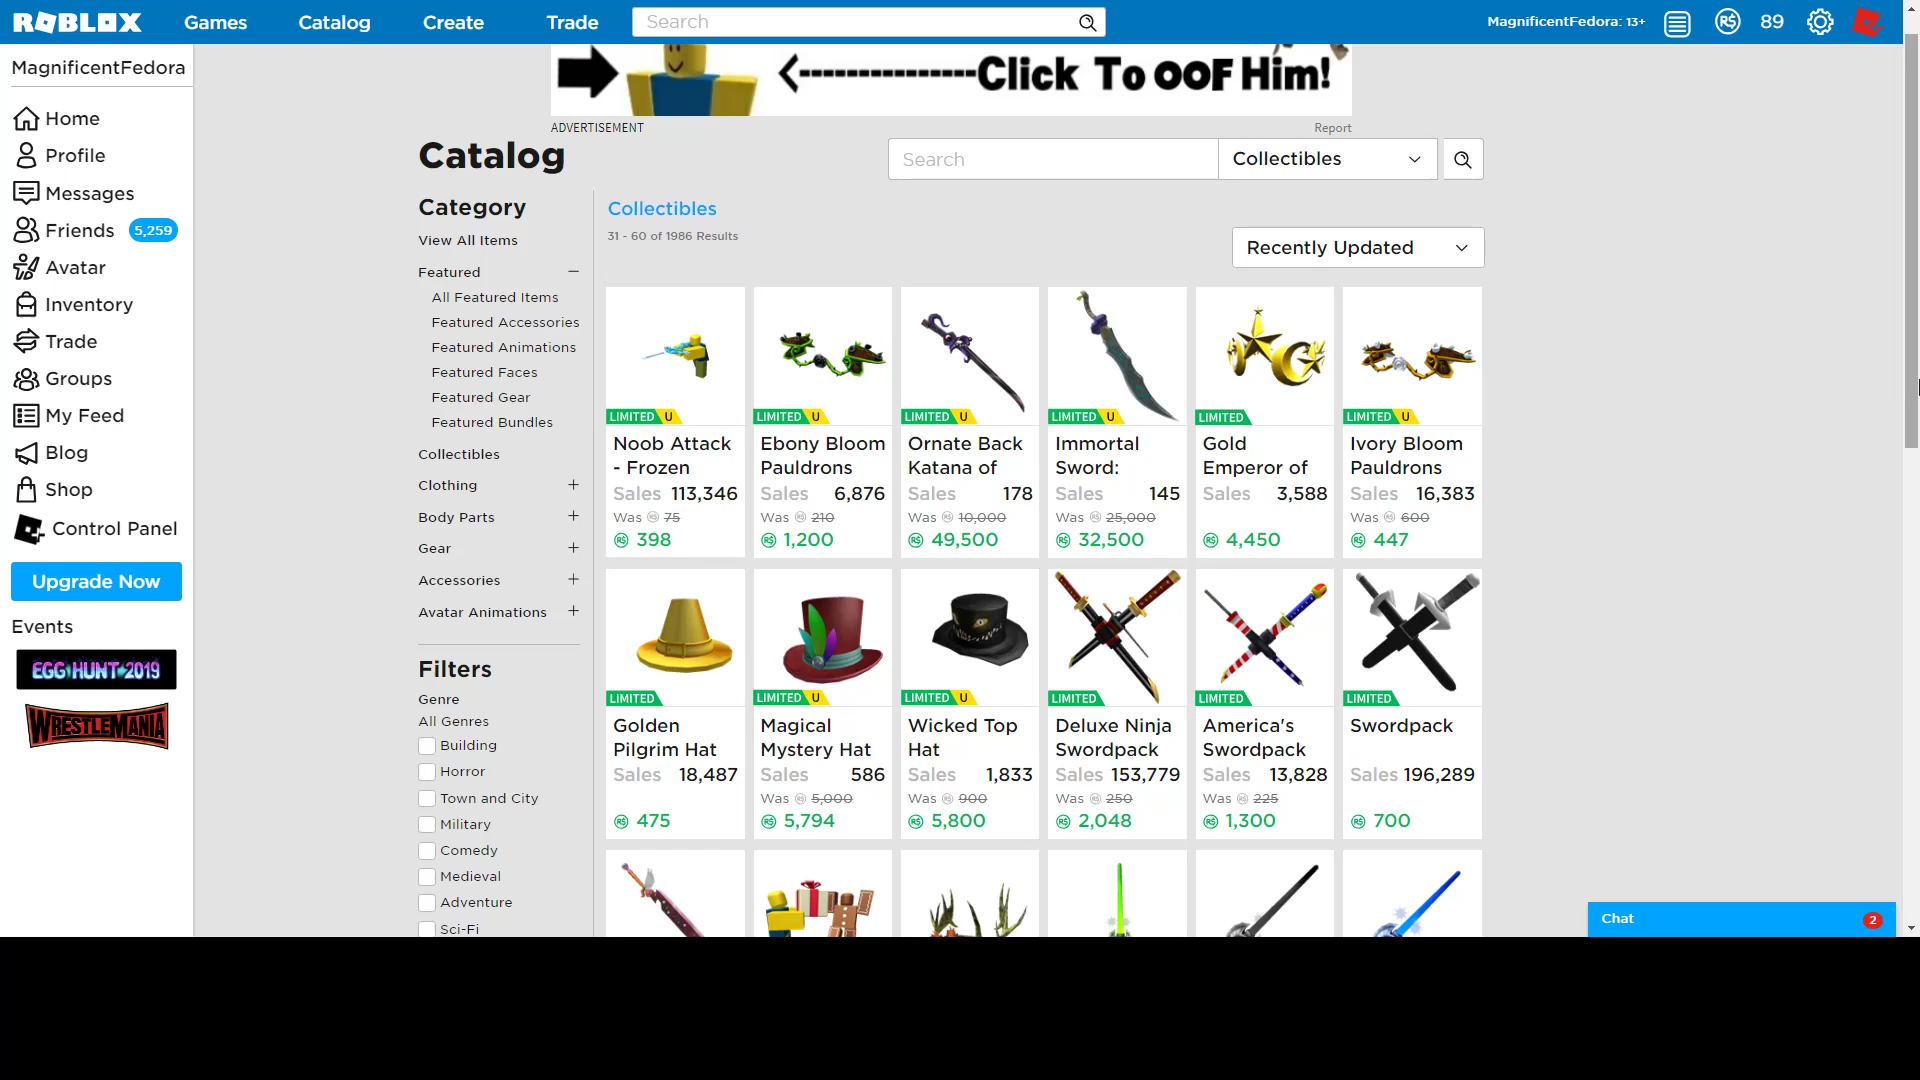 ROBLOX
Games
Catalog
Create
Trade
Search
MagnificentFedora: 13+
89
MagnificentFedora
Home
Profile
Messages
Friends 5,259
Avatar
Inventory
Trade
Groups
My Feed
Blog
Shop
Control Panel
Upgrade Now
Events
EGG HUNT 2019
WRESTLEMANIA
<-------------Click To OOF Him!
ADVERTISEMENT
Report
Catalog
Search
Collectibles
Category
View All Items
Featured
All Featured Items
Featured Accessories
Featured Animations
Featured Faces
Featured Gear
Featured Bundles
Collectibles
Clothing +
Body Parts +
Gear +
Accessories +
Avatar Animations +
Filters
Genre
All Genres
Building
Horror
Town and City
Military
Comedy
Medieval
Adventure
Sci-Fi
Collectibles
31 - 60 of 1986 Results
Recently Updated
LIMITED U
Noob Attack
- Frozen
Sales 113,346
Was R$ 75
R$ 398
LIMITED U
Ebony Bloom
Pauldrons
Sales 6,876
Was R$ 210
R$ 1,200
LIMITED U
Ornate Back
Katana of
Sales 178
Was R$ 10,000
R$ 49,500
LIMITED U
Immortal
Sword:
Sales 145
Was R$ 25,000
R$ 32,500
LIMITED
Gold
Emperor of
Sales 3,588
R$ 4,450
LIMITED U
Ivory Bloom
Pauldrons
Sales 16,383
Was R$ 600
R$ 447
LIMITED
Golden
Pilgrim Hat
Sales 18,487
R$ 475
LIMITED U
Magical
Mystery Hat
Sales 586
Was R$ 5,000
R$ 5,794
LIMITED U
Wicked Top
Hat
Sales 1,833
Was R$ 900
R$ 5,800
LIMITED
Deluxe Ninja
Swordpack
Sales 153,779
Was R$ 250
R$ 2,048
LIMITED
America's
Swordpack
Sales 13,828
Was R$ 225
R$ 1,300
LIMITED
Swordpack
Sales 196,289
R$ 700
Chat
2